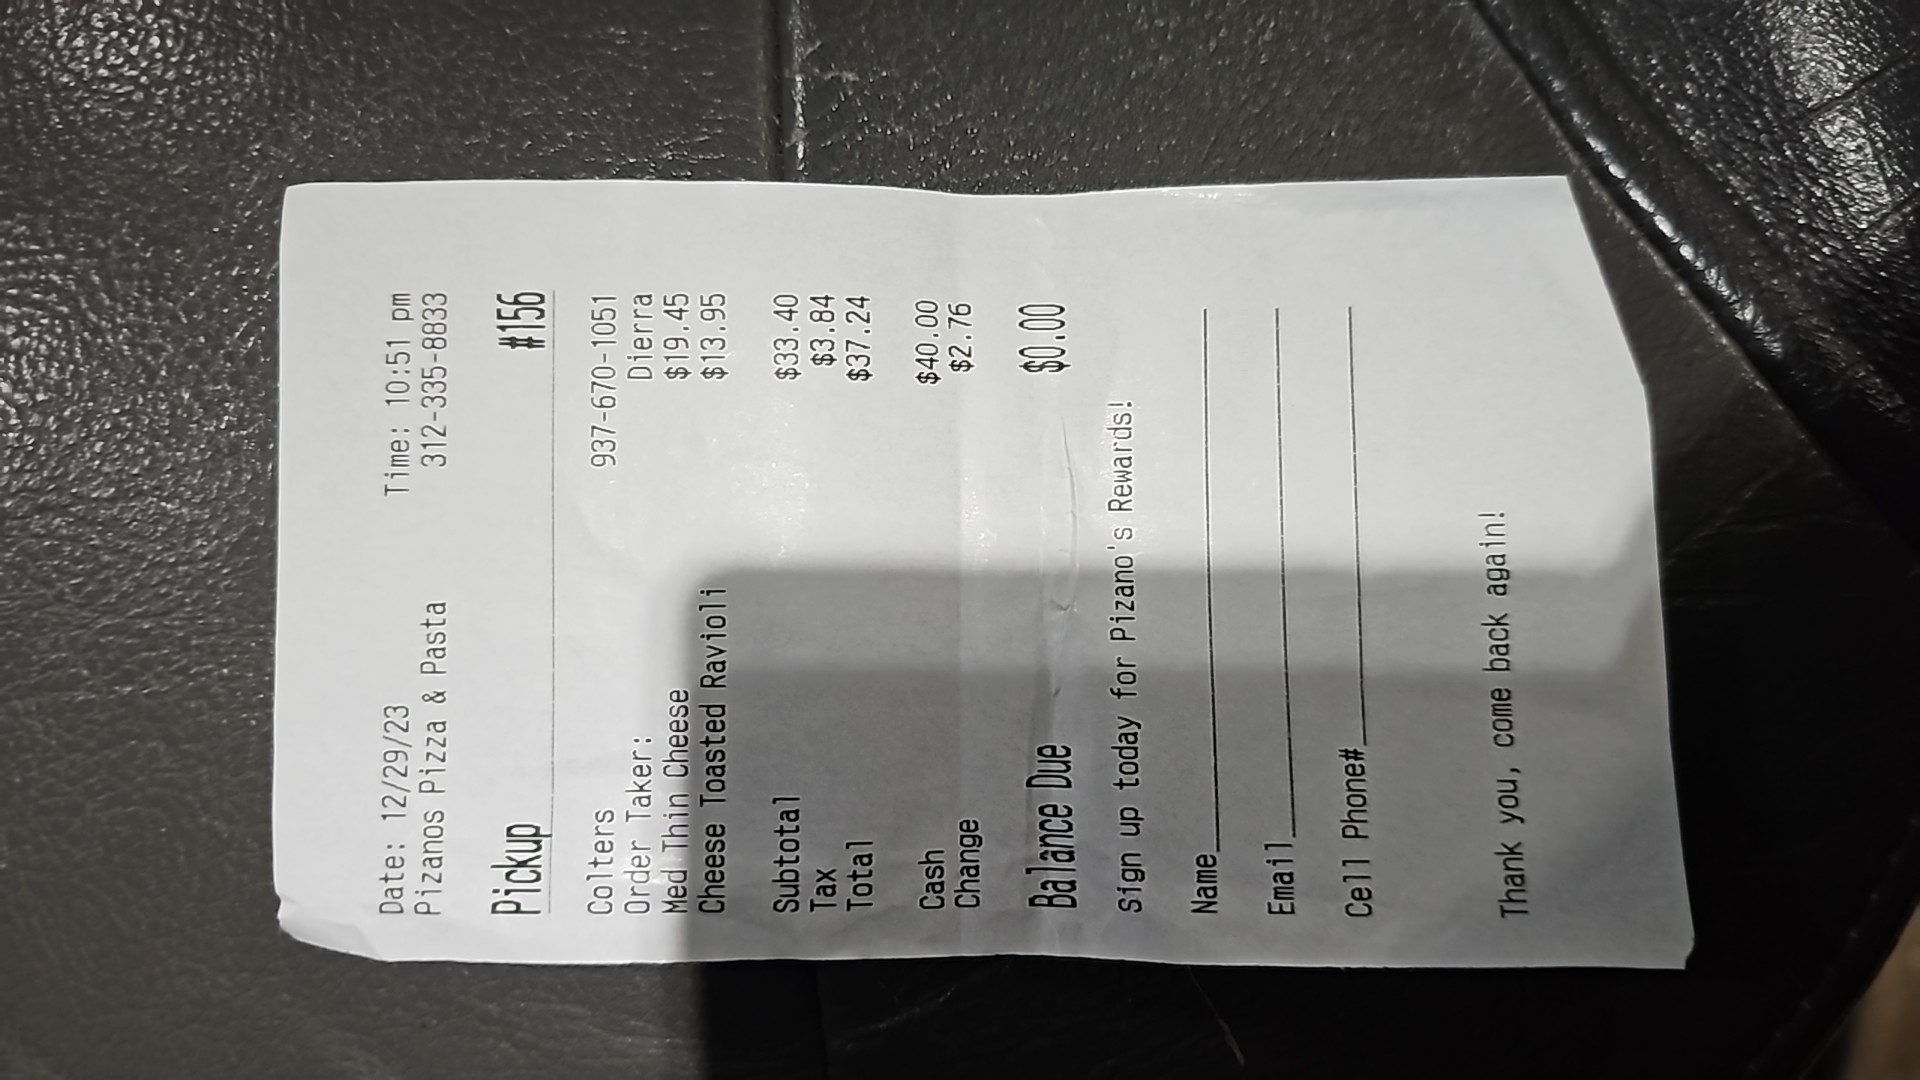 Date: 12/29/23 Time: 10:51 pm
Pizanos Pizza & Pasta 312-335-8833
Pickup #156
Colters 937-670-1051
Order Taker: Dierra
Med Thin Cheese $19.45
Cheese Toasted Ravioli $13.95
Subtotal $33.40
Tax $3.84
Total $37.24
Cash $40.00
Change $2.76
Balance Due $0.00
Sign up today for Pizano's Rewards!
Name
Email
Cell Phone#
Thank you, come back again!